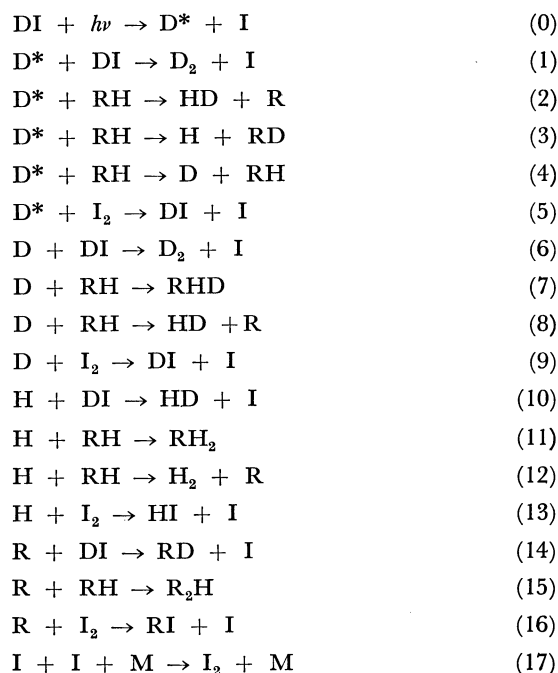 DI + hν → D* + I (0)
D* + DI → D₂ + I (1)
D* + RH → HD + R (2)
D* + RH → H + RD (3)
D* + RH → D + RH (4)
D* + I₂ → DI + I (5)
D + DI → D₂ + I (6)
D + RH → RHD (7)
D + RH → HD +R (8)
D + I₂ → DI + I (9)
H + DI → HD + I (10)
H + RH → RH₂ (11)
H + RH → H₂ + R (12)
H + I₂ → HI + I (13)
R + DI → RD + I (14)
R + RH → R₂H (15)
R + I₂ → RI + I (16)
I + I + M → I₂ + M (17)